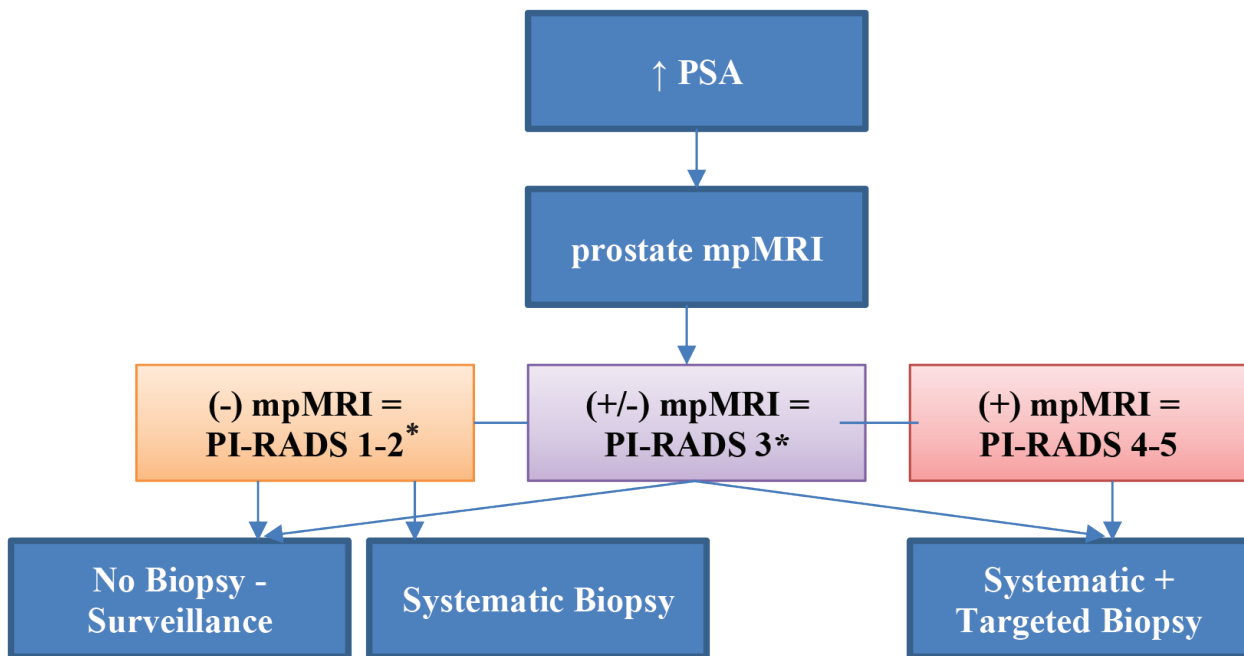 ↑ PSA
prostate mpMRI
(-) mpMRI =
PI-RADS 1-2*
(+/-) mpMRI =
PI-RADS 3*
(+) mpMRI =
PI-RADS 4-5
No Biopsy -
Surveillance
Systematic Biopsy
Systematic +
Targeted Biopsy